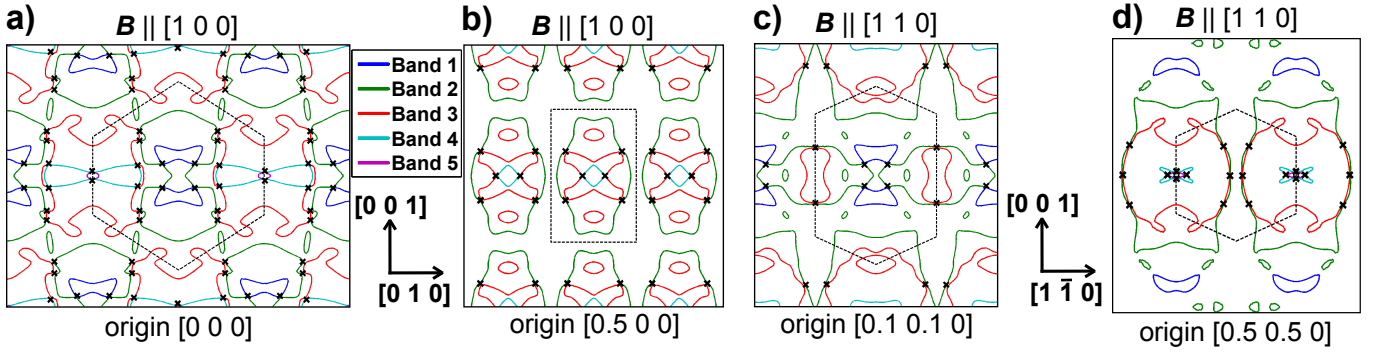 a)
B || [1 0 0]
b)
B || [1 0 0]
c)
B || [1 1 0]
d)
B || [1 1 0]
Band 1
Band 2
Band 3
Band 4
Band 5
[0 0 1]
[0 1 0]
[0 0 1]
[1 1̅ 0]
origin [0 0 0]
origin [0.5 0 0]
origin [0.1 0.1 0]
origin [0.5 0.5 0]